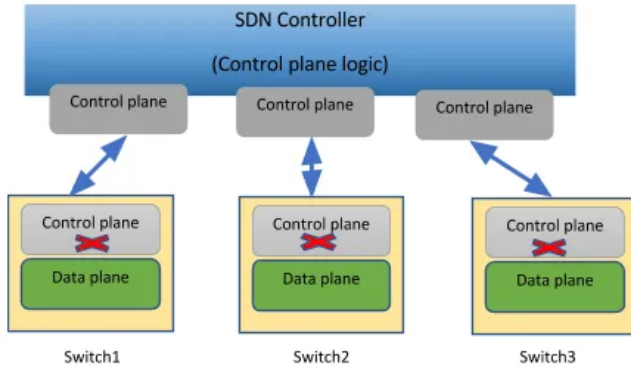 SDN Controller
(Control plane logic)
Control plane
Control plane
Control plane
Control plane
Data plane
Control plane
Data plane
Control plane
Data plane
Switch1
Switch2
Switch3